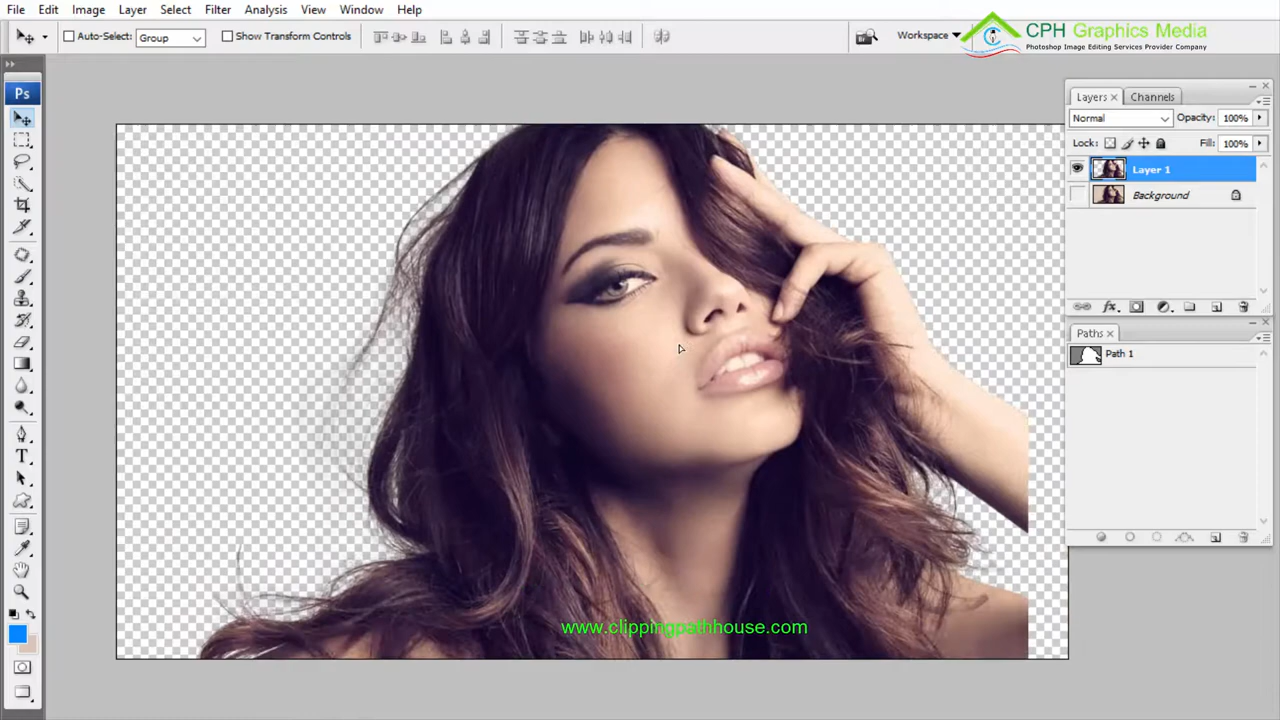 File Edit Image Layer Select Filter Analysis View Window Help
Auto-Select: Group Show Transform Controls Workspace
CPH Graphics Media
Photoshop Image Editing Services Provider Company
Ps
Layers Channels
Normal Opacity: 100%
Lock: Fill: 100%
Layer 1
Background
Paths
Path 1
www.clippingpathhouse.com